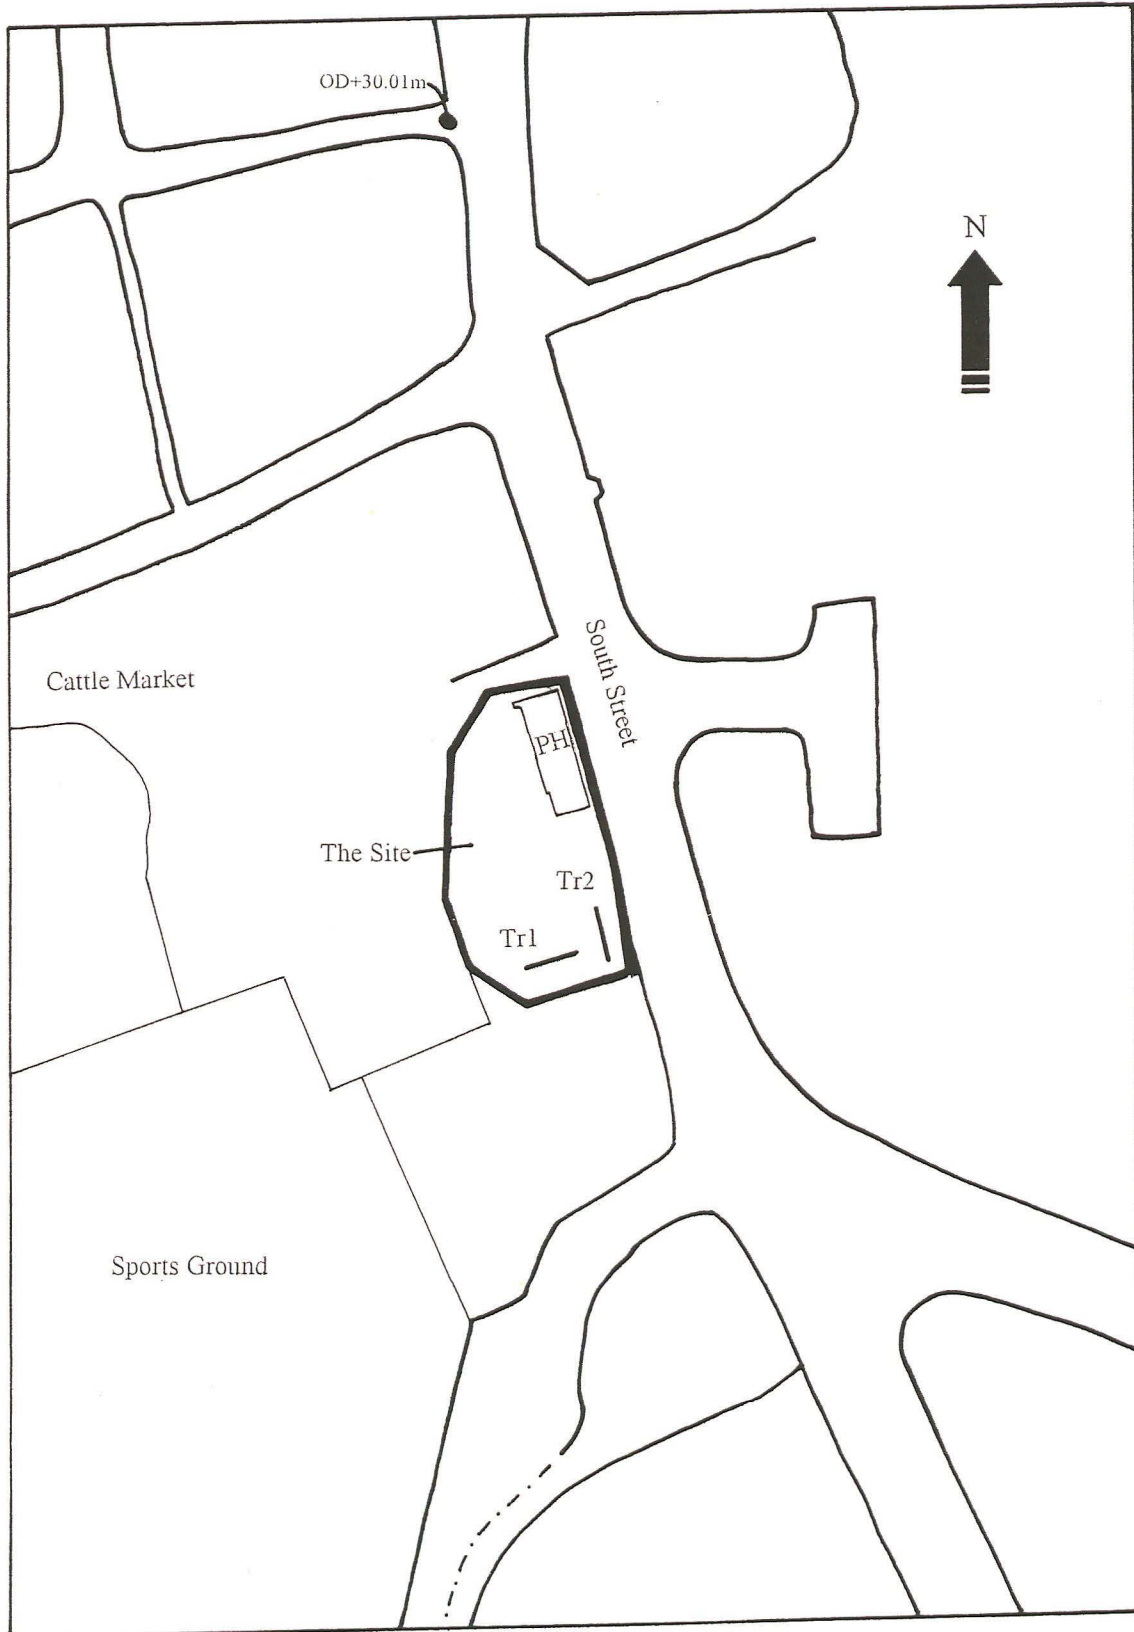 OD+30.01m
N
South Street
Cattle Market
PH
The Site
Tr2
Tr1
Sports Ground